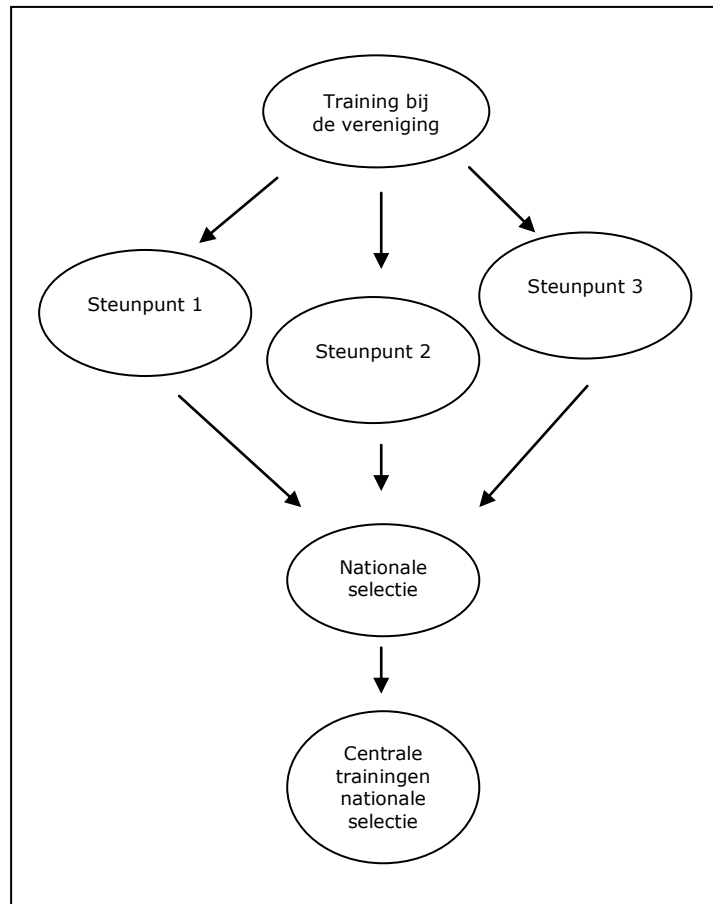 Training bij
de vereniging
Steunpunt 1
Steunpunt 2
Steunpunt 3
Nationale
selectie
Centrale
trainingen
nationale
selectie